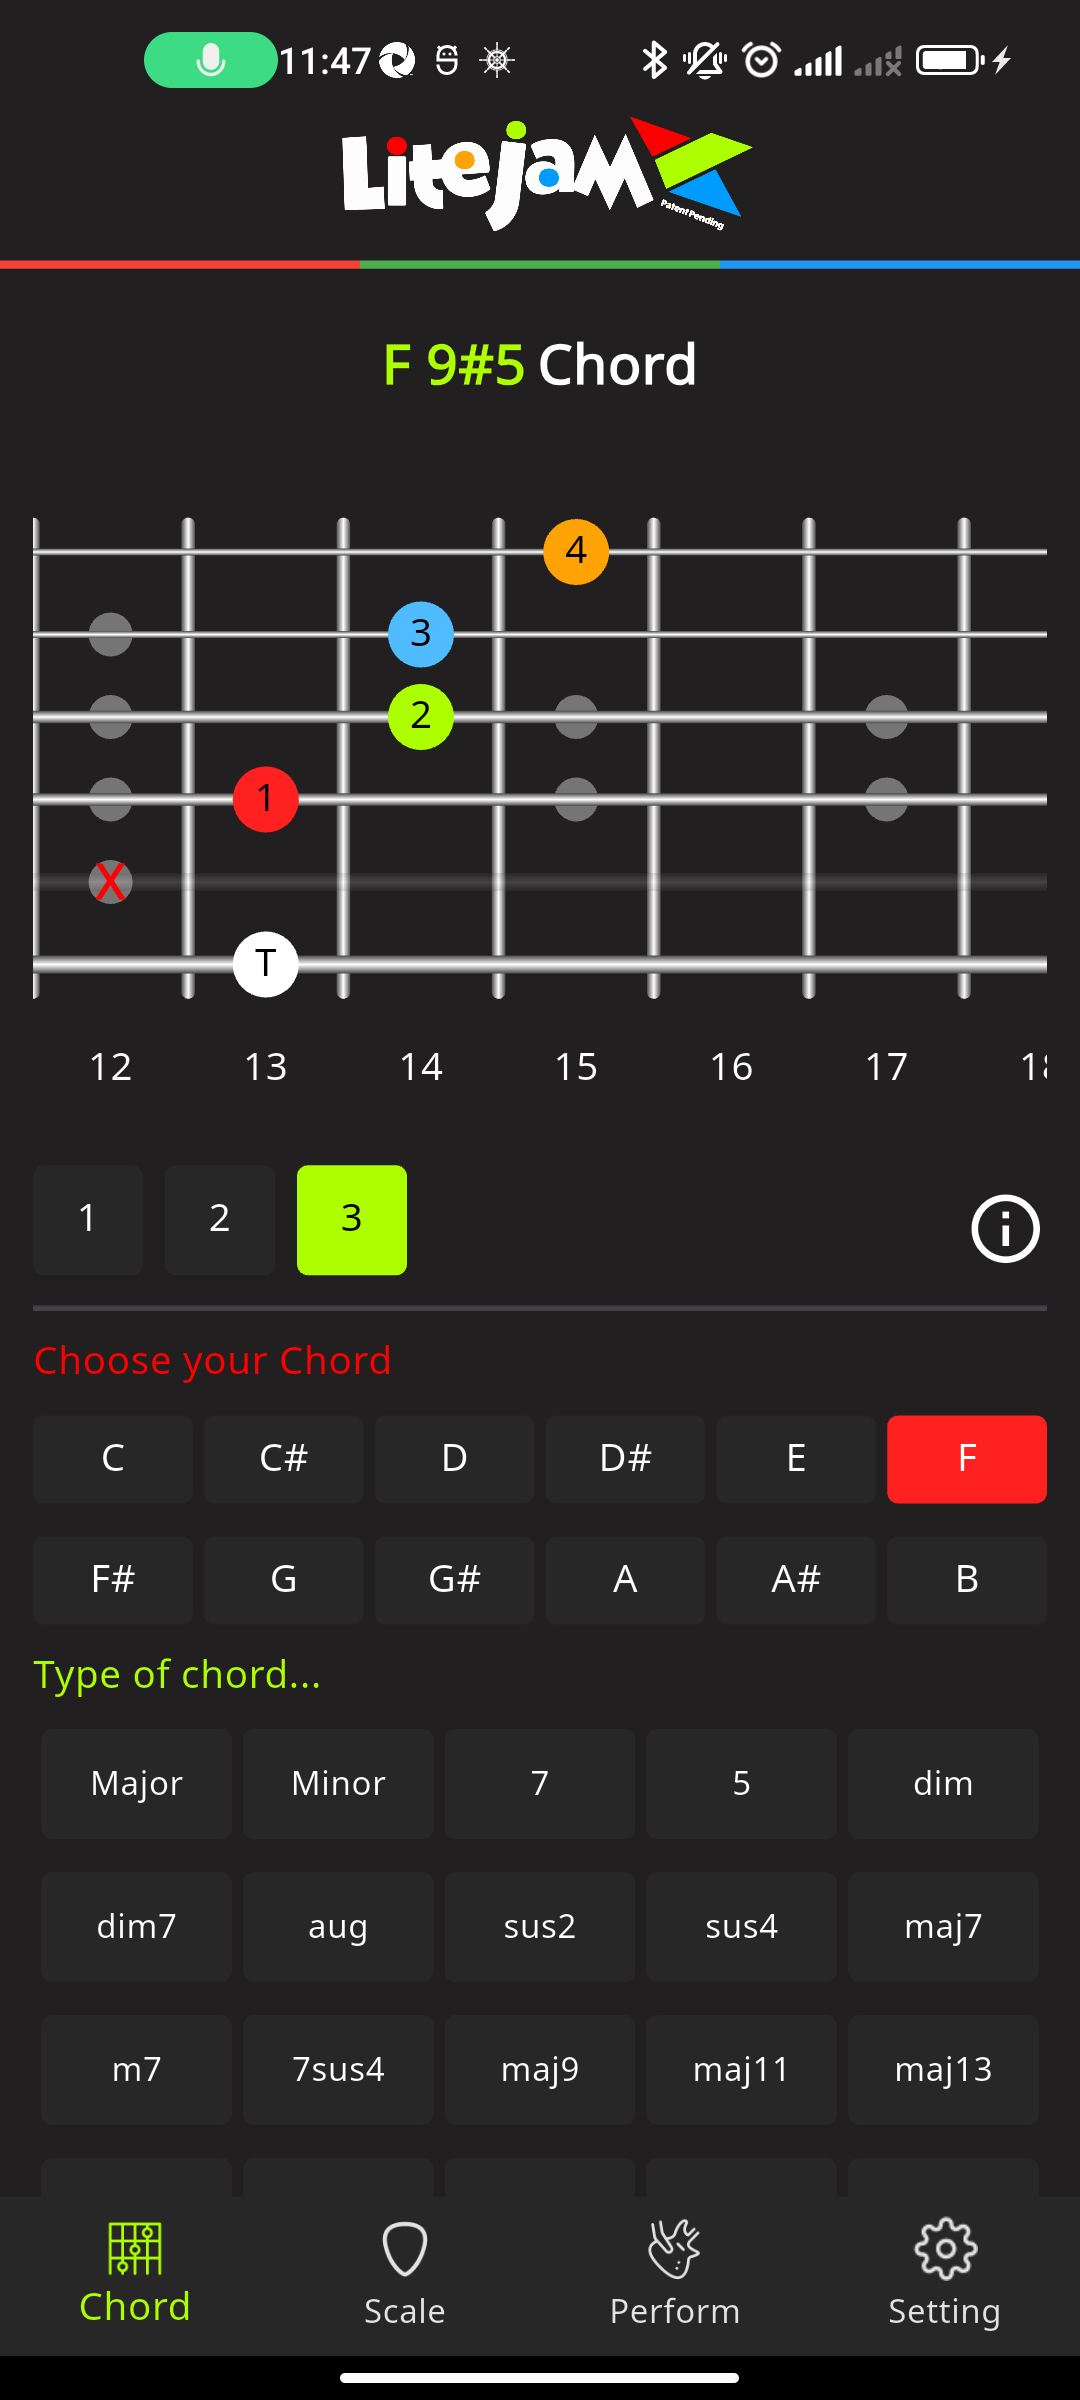 11:47
Litejam
Patent Pending
F 9#5 Chord
4
3
2
1
X
T
12 13 14 15 16 17 18
1 2 3
Choose your Chord
C C# D D# E F
F# G G# A A# B
Type of chord...
Major Minor 7 5 dim
dim7 aug sus2 sus4 maj7
m7 7sus4 maj9 maj11 maj13
Chord Scale Perform Setting